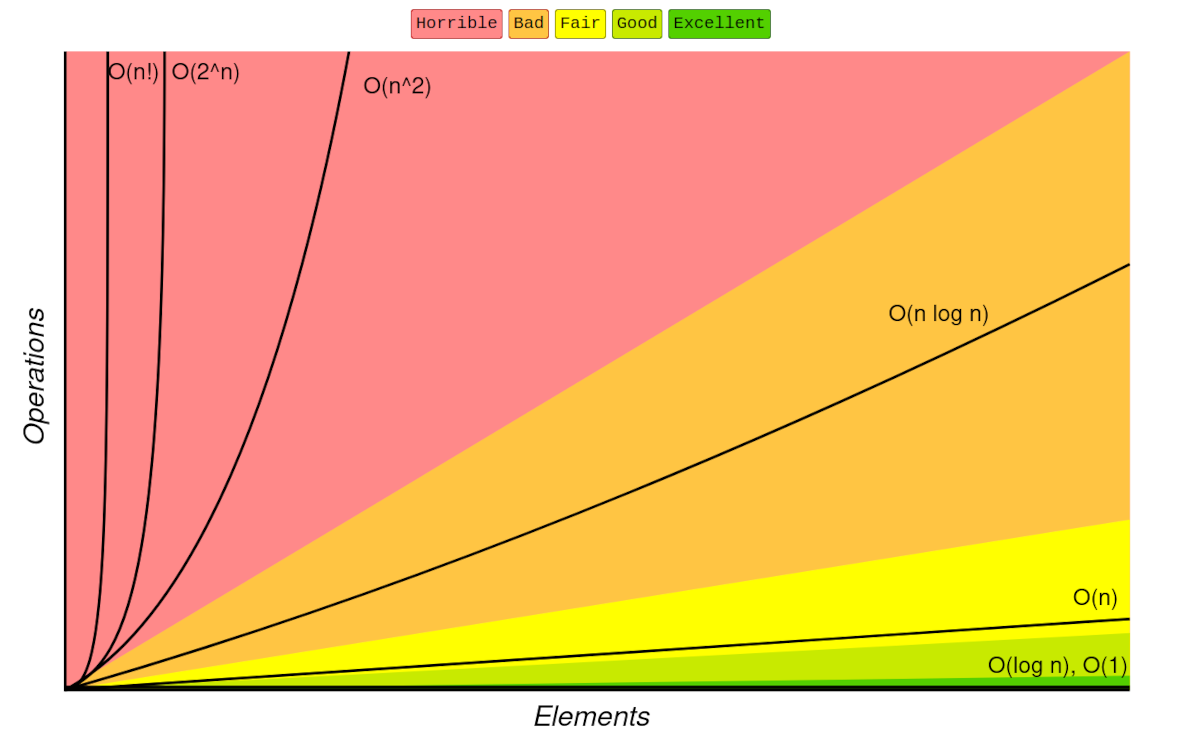 Horrible Bad Fair Good Excellent
O(n!) O(2^n)
O(n^2)
O(n log n)
Operations
O(n)
O(log n), O(1)
Elements